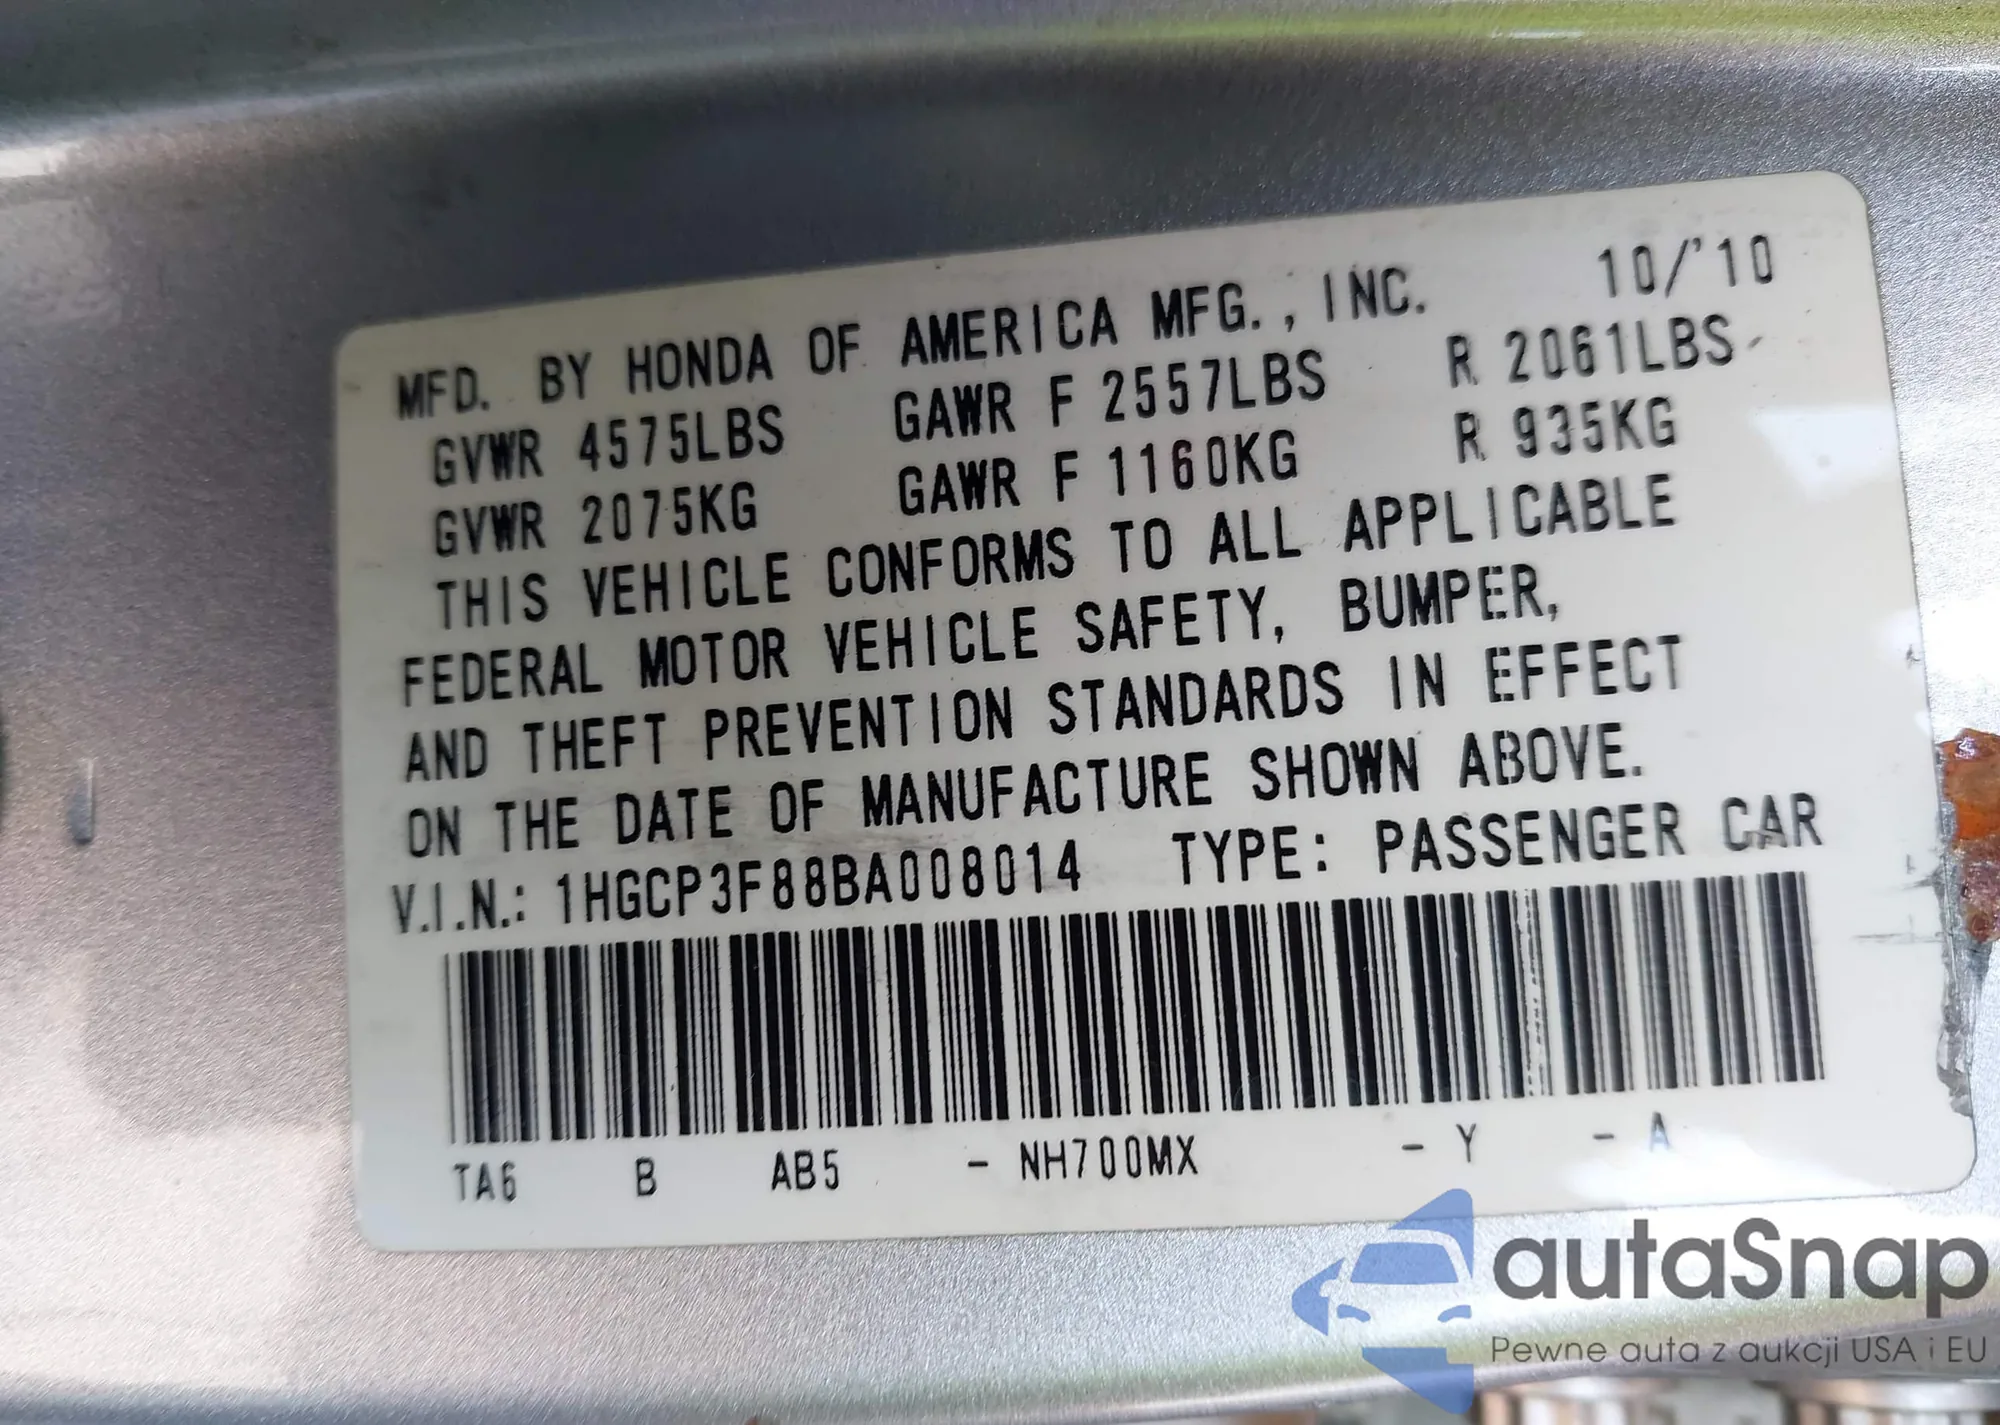 MFD. BY HONDA OF AMERICA MFG., INC. 10/'10
GVWR 4575LBS GAWR F 2557LBS R 2061LBS
GVWR 2075KG GAWR F 1160KG R 935KG
THIS VEHICLE CONFORMS TO ALL APPLICABLE
FEDERAL MOTOR VEHICLE SAFETY, BUMPER,
AND THEFT PREVENTION STANDARDS IN EFFECT
ON THE DATE OF MANUFACTURE SHOWN ABOVE.
V.I.N.: 1HGCP3F88BA008014 TYPE: PASSENGER CAR
TA6 B AB5 - NH700MX - Y - A
autaSnap
Pewne auta z aukcji USA i EU